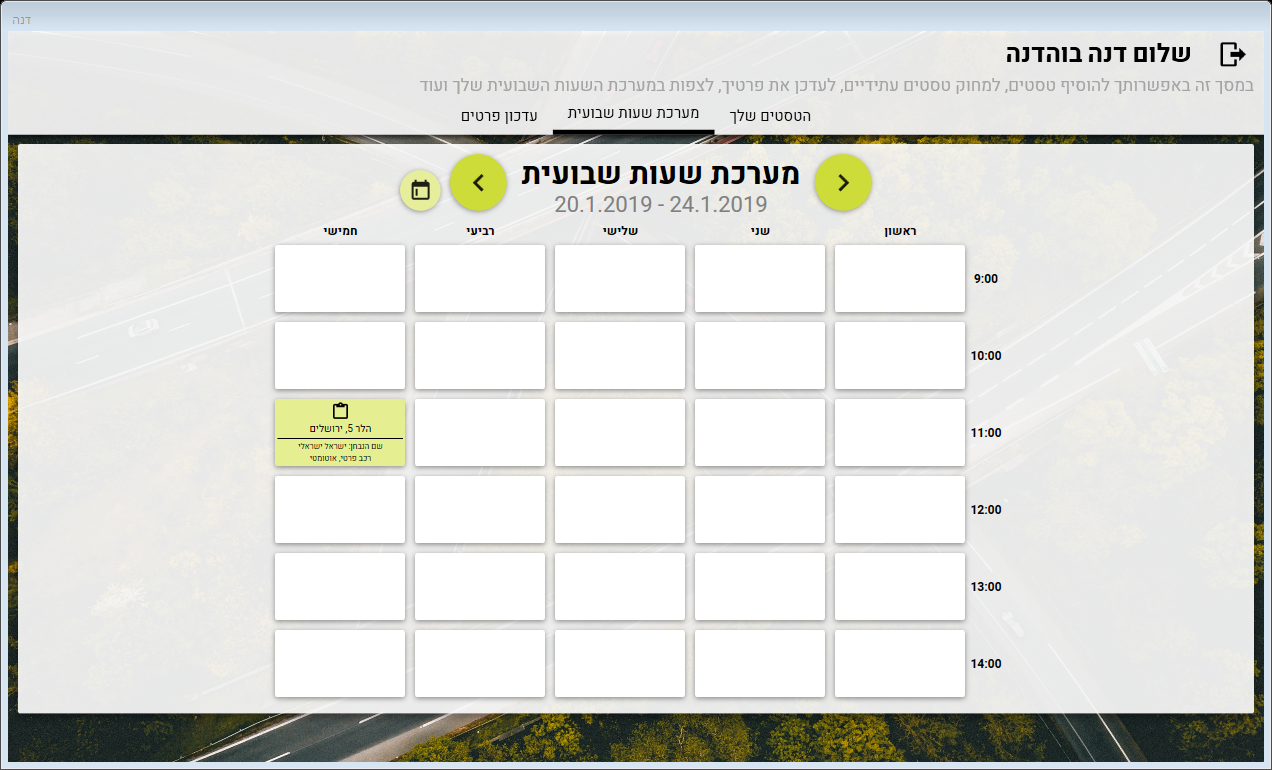 דנה
שלום דנה בוהדנה
במסך זה באפשרותך להוסיף טסטים, למחוק טסטים עתידיים, לעדכן את פרטיך, לצפות במערכת השעות השבועית שלך ועוד
הטסטים שלך
מערכת שעות שבועית
עדכון פרטים
מערכת שעות שבועית
20.1.2019 - 24.1.2019
ראשון
שני
שלישי
רביעי
חמישי
9:00
10:00
11:00
הלר 5, ירושלים
שם הנבחן: ישראל ישראלי
רכב פרטי, אוטומטי
12:00
13:00
14:00